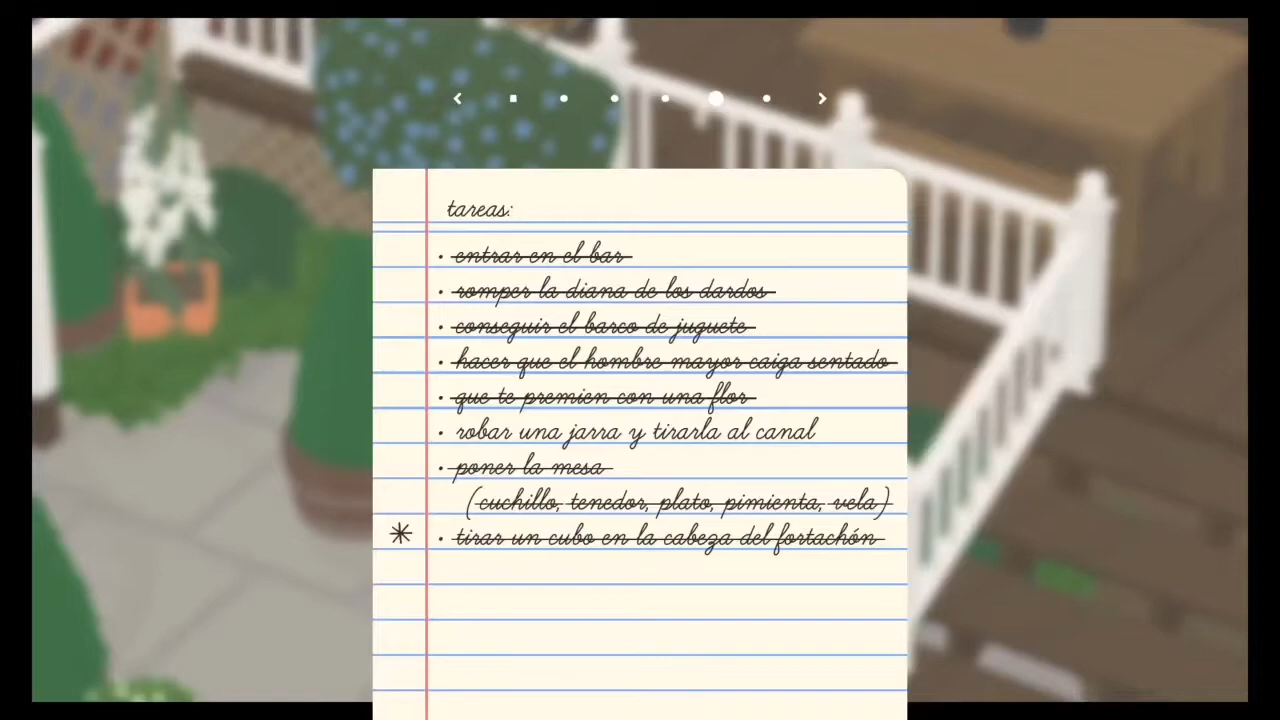 tareas:
• entrar en el bar
• romper la diana de los dardos
• conseguir el barco de juguete
• hacer que el hombre mayor caiga sentado
• que te premien con una flor
• robar una jarra y tirarla al canal
• poner la mesa
(cuchillo, tenedor, plato, pimienta, vela)
• tirar un cubo en la cabeza del fortachón